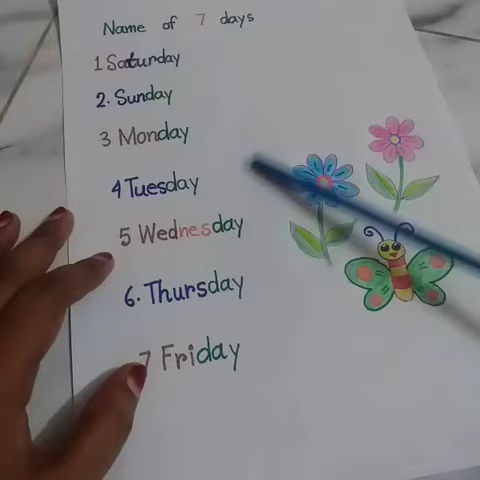 Name of 7 days
1 Saturday
2. Sunday
3 Monday
4 Tuesday
5 Wednesday
6. Thursday
7 Friday